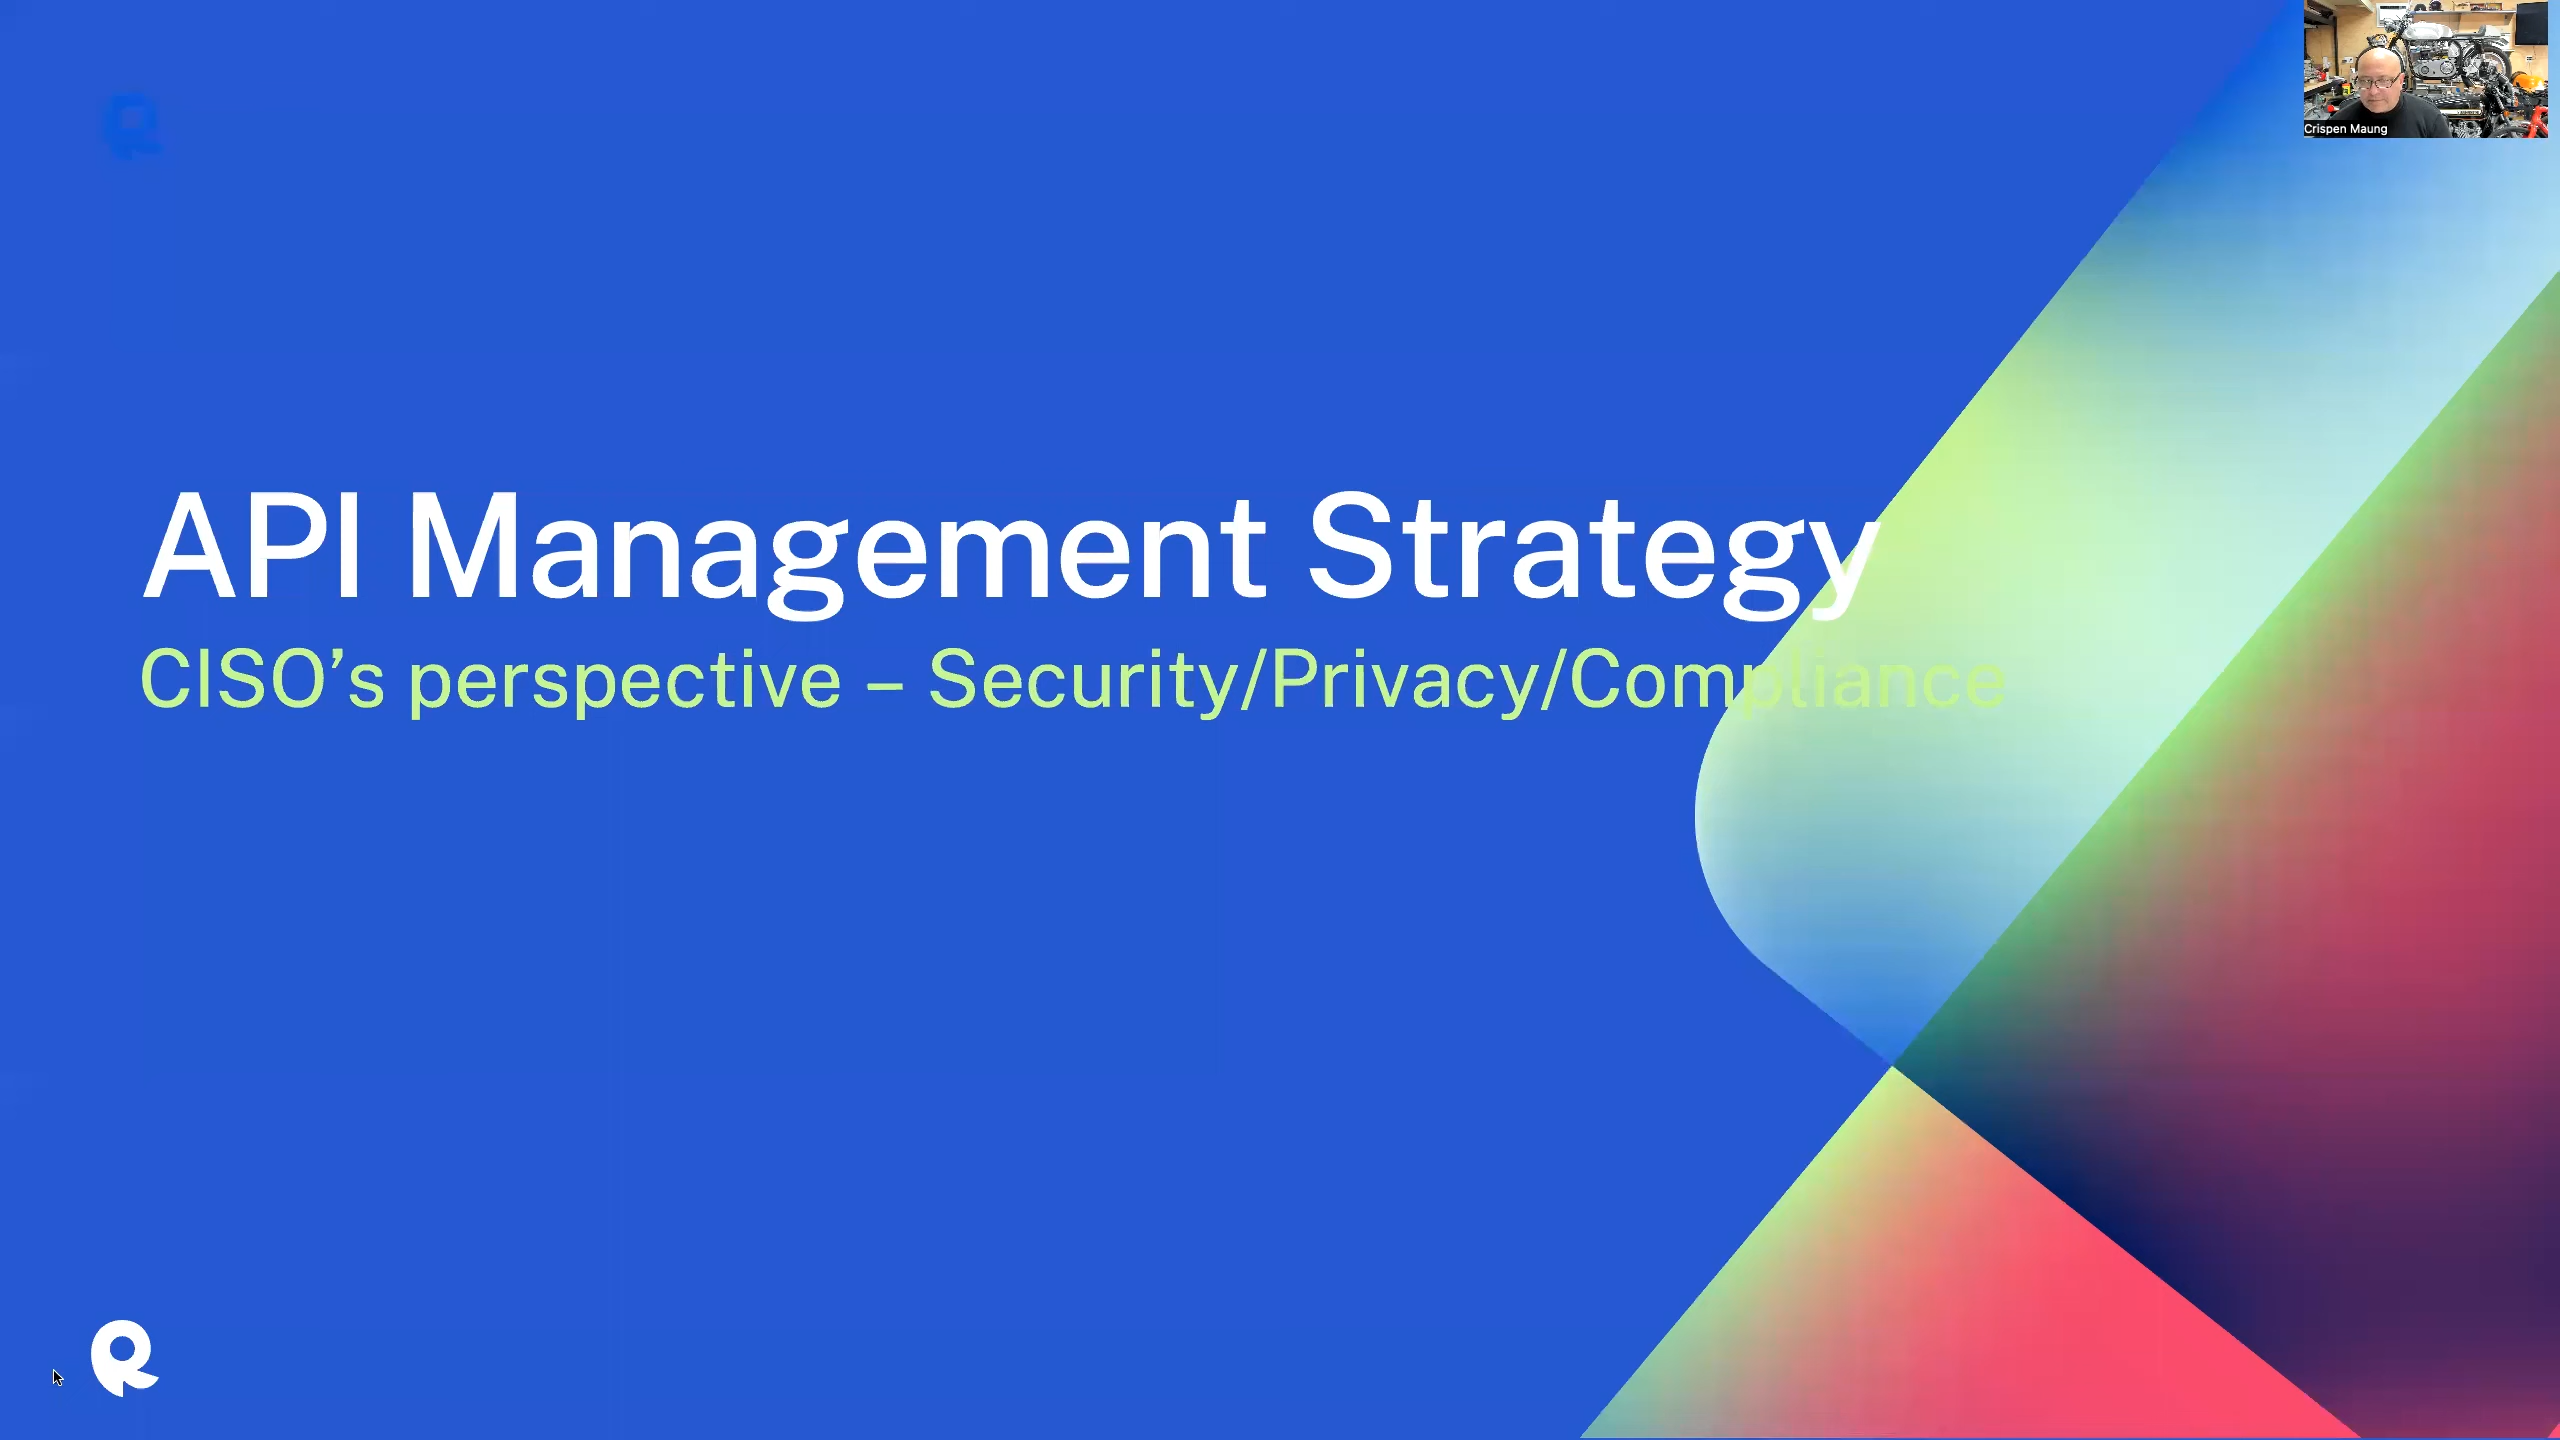 API Management Strategy
CISO’s perspective – Security/Privacy/Compliance
Crispen Maung